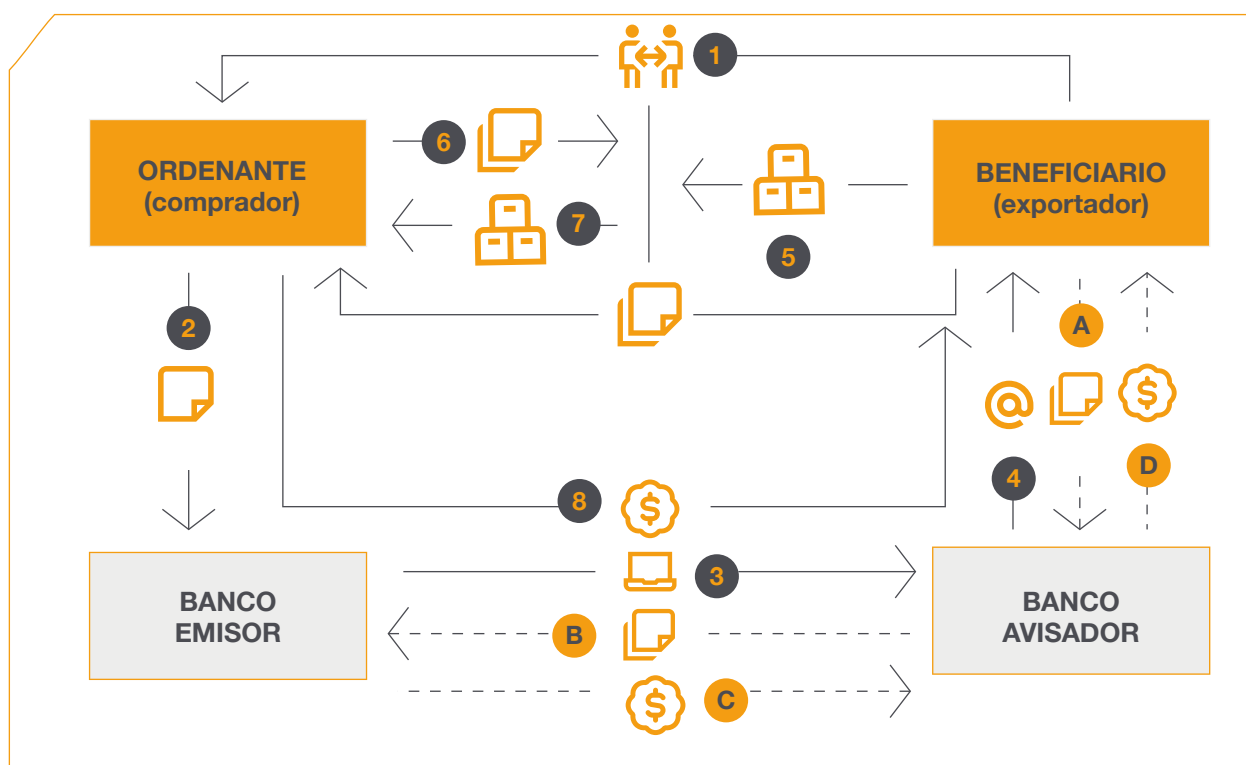 1
6
ORDENANTE
(comprador)
BENEFICIARIO
(exportador)
7
5
2
A
@
$
4
D
8
$
3
BANCO
EMISOR
B
BANCO
AVISADOR
$
C